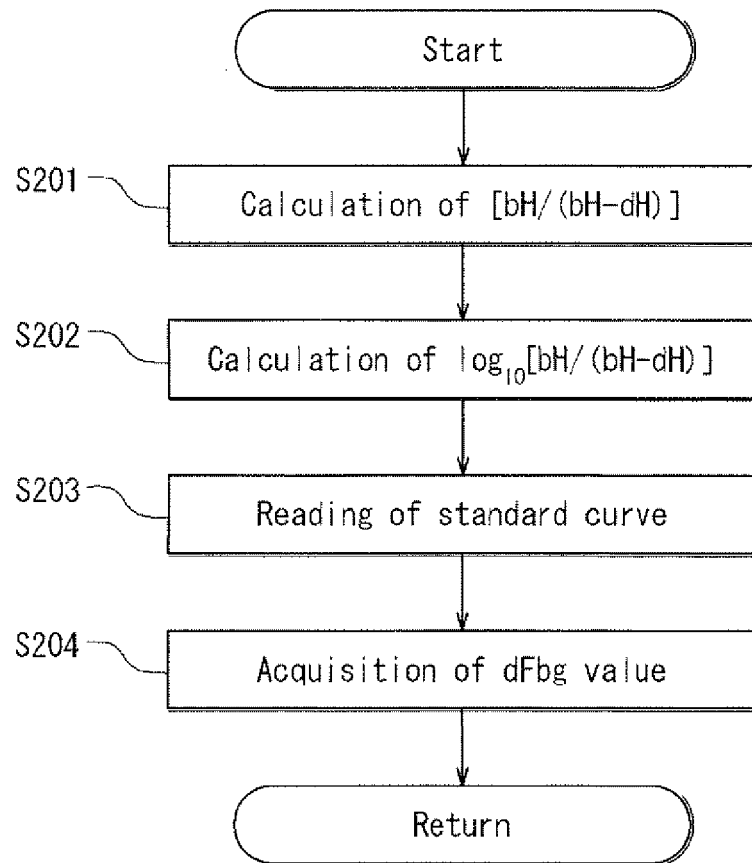 Start
S201
Calculation of [bH/(bH-dH)]
S202
Calculation of log₁₀[bH/(bH-dH)]
S203
Reading of standard curve
S204
Acquisition of dFbg value
Return